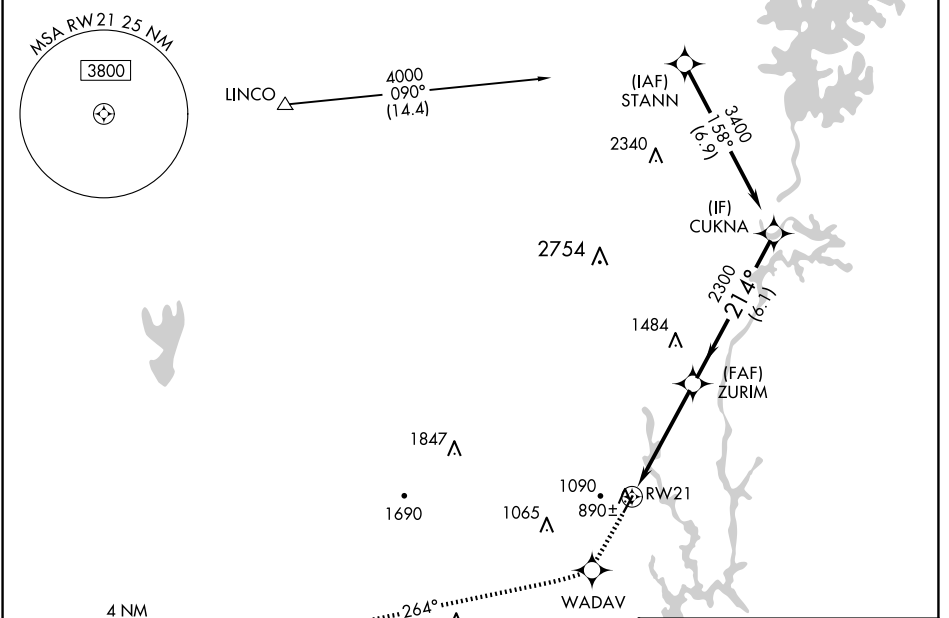 MSA RW21 25 NM
3800
LINCO
4000
090°
(14.4)
(IAF)
STANN
3400
158°
(6.9)
2340
(IF)
CUKNA
2754
2300
214°
(6.1)
1484
(FAF)
ZURIM
1847
1690
1065
1090
890±
RW21
WADAV
264°
4 NM